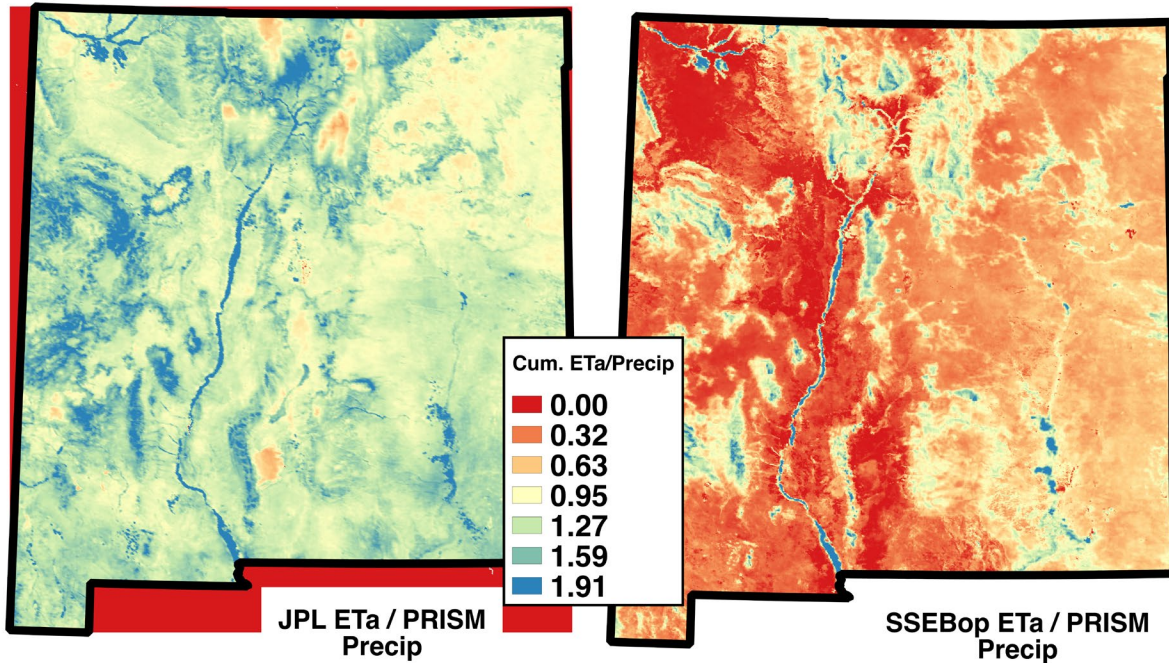 Cum. ETa/Precip
0.00
0.32
0.63
0.95
1.27
1.59
1.91
JPL ETa / PRISM
Precip
SSEBop ETa / PRISM
Precip